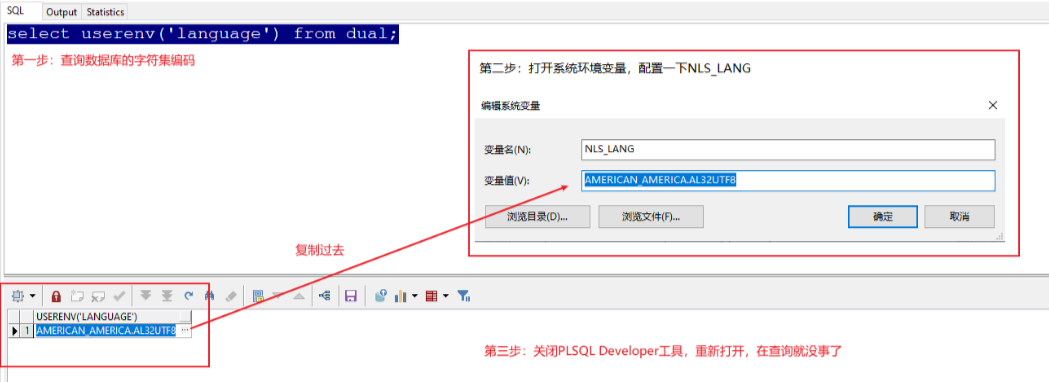 SQL Output Statistics
select userenv('language') from dual;
第一步：查询数据库的字符集编码
第二步：打开系统环境变量，配置一下NLS_LANG
编辑系统变量
变量名(N): NLS_LANG
变量值(V): AMERICAN_AMERICA.AL32UTF8
浏览目录(D)... 浏览文件(F)... 确定 取消
复制过去
USERENV('LANGUAGE')
1 AMERICAN_AMERICA.AL32UTF8 ...
第三步：关闭PLSQL Developer工具，重新打开，在查询就没事了